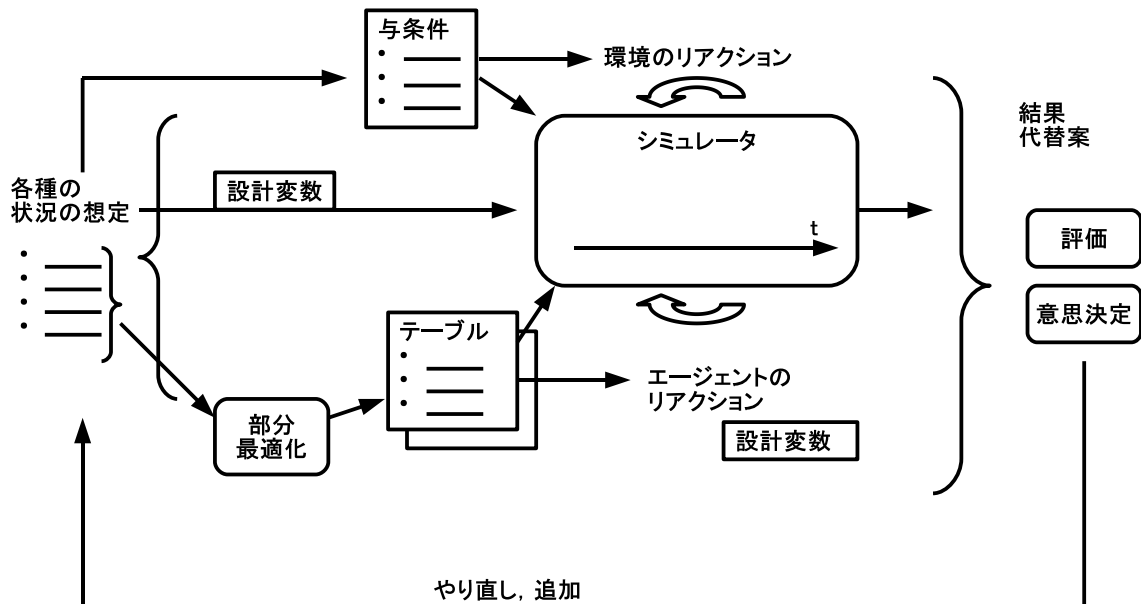 与条件
環境のリアクション
シミュレータ
結果
代替案
各種の
状況の想定
設計変数
t
評価
意思決定
テーブル
エージェントの
リアクション
部分
最適化
設計変数
やり直し，追加